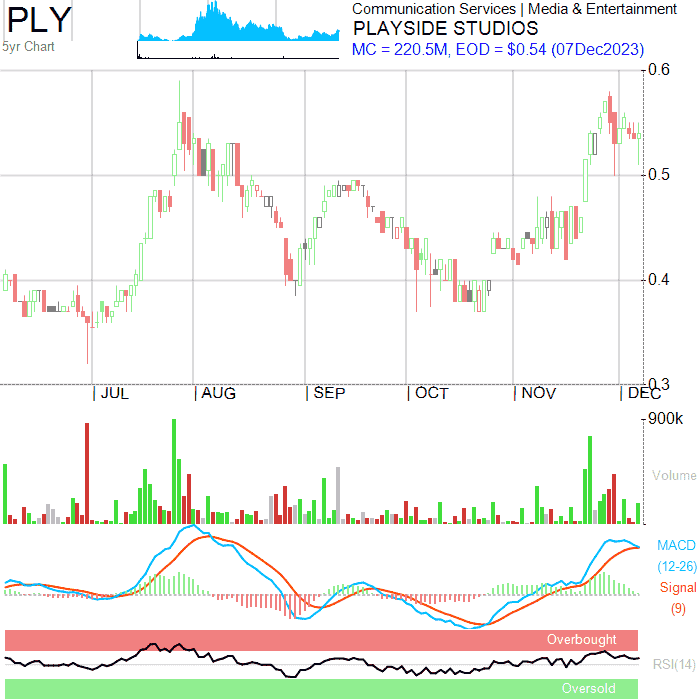 PLY
5yr Chart
Communication Services | Media & Entertainment
PLAYSIDE STUDIOS
MC = 220.5M, EOD = $0.54 (07Dec2023)
0.6
0.5
0.4
0.3
JUL AUG SEP OCT NOV DEC
900k
Volume
MACD
(12-26)
Signal
(9)
Overbought
RSI(14)
Oversold